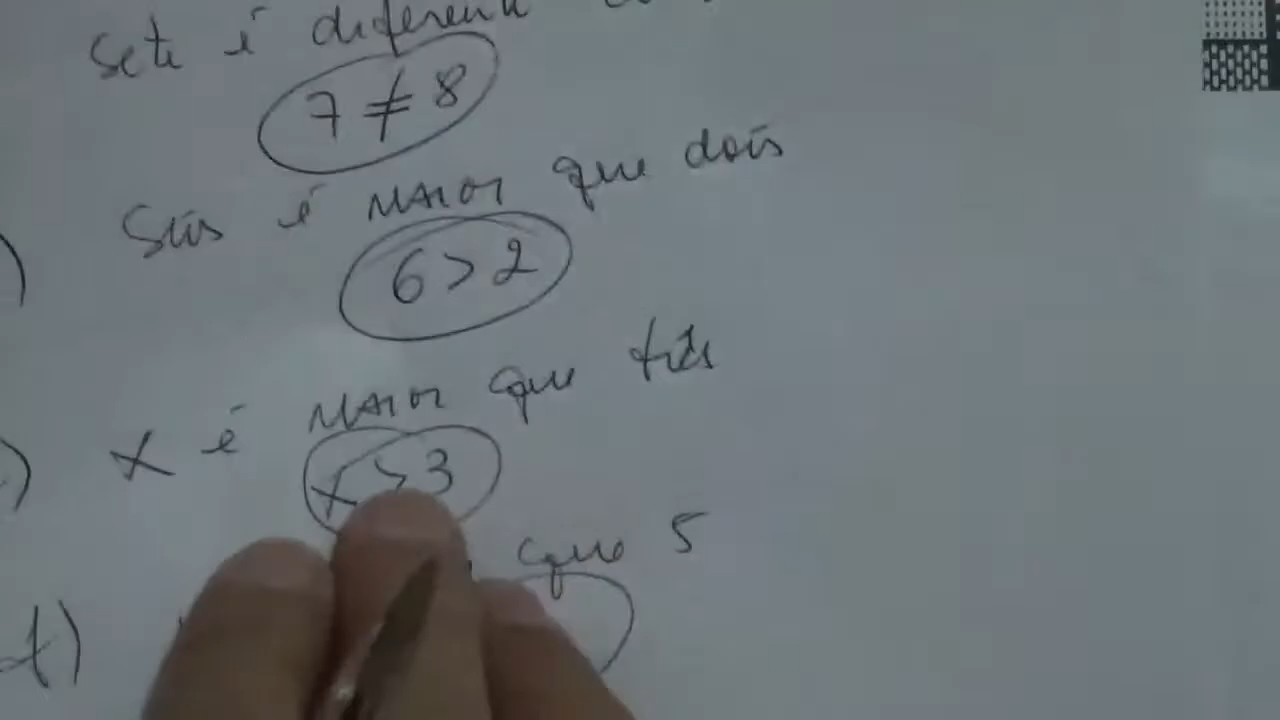 Sete é diferente
7 ≠ 8
Seis é MAIOR que dois
6 > 2
x é MAIOR que três
x > 3
que 5
d)